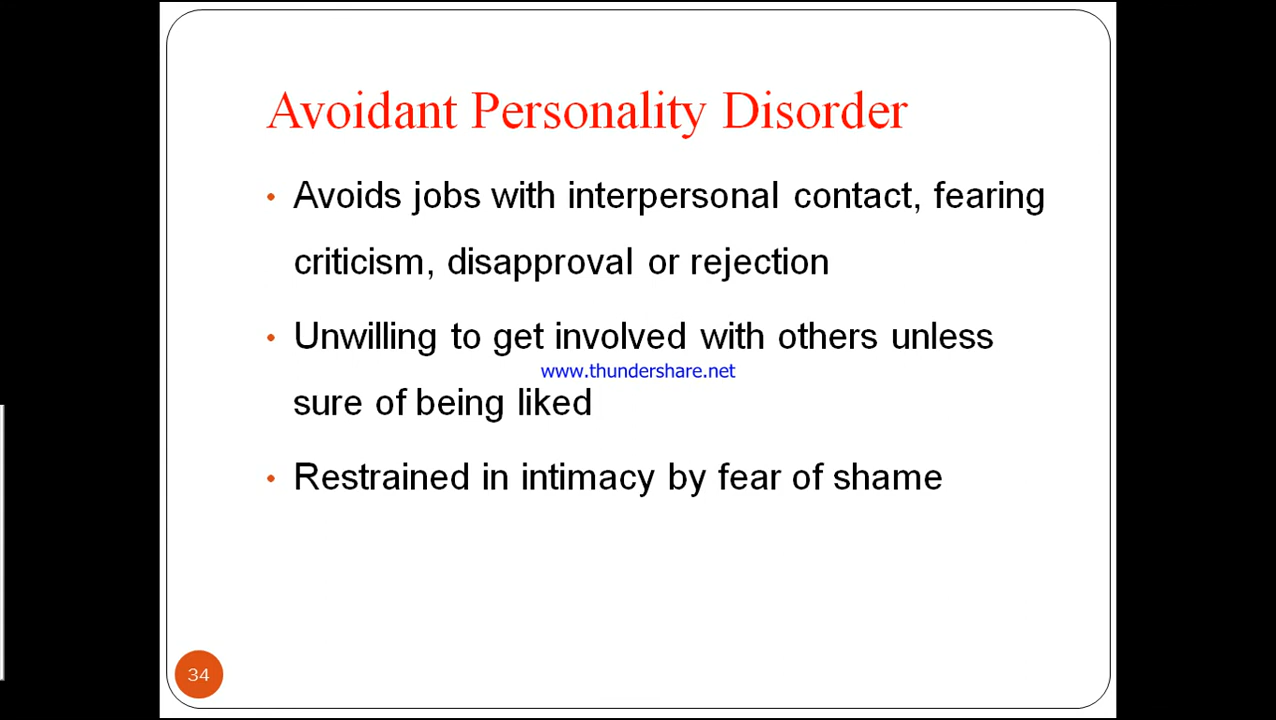 Avoidant Personality Disorder
• Avoids jobs with interpersonal contact, fearing
criticism, disapproval or rejection
• Unwilling to get involved with others unless
www.thundershare.net
sure of being liked
• Restrained in intimacy by fear of shame
34